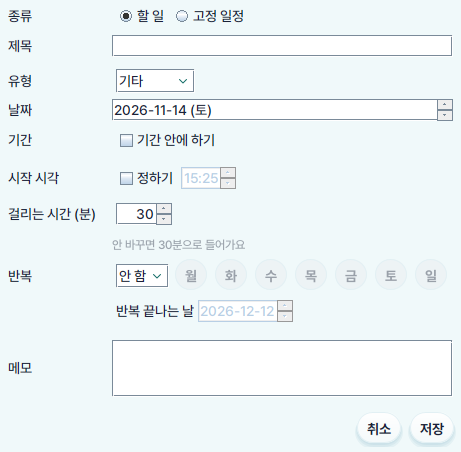 종류 할 일 고정 일정
제목
유형 기타
날짜 2026-11-14 (토)
기간 기간 안에 하기
시작 시각 정하기 15:25
걸리는 시간 (분) 30
안 바꾸면 30분으로 들어가요
반복 안 함 월 화 수 목 금 토 일
반복 끝나는 날 2026-12-12
메모
취소 저장